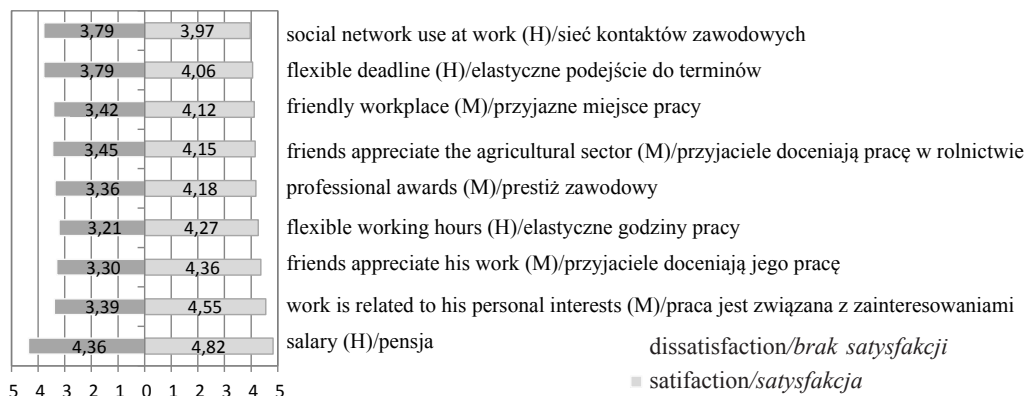 3,79 3,97 social network use at work (H)/sieć kontaktów zawodowych
3,79 4,06 flexible deadline (H)/elastyczne podejście do terminów
3,42 4,12 friendly workplace (M)/przyjazne miejsce pracy
3,45 4,15 friends appreciate the agricultural sector (M)/przyjaciele doceniają pracę w rolnictwie
3,36 4,18 professional awards (M)/prestiż zawodowy
3,21 4,27 flexible working hours (H)/elastyczne godziny pracy
3,30 4,36 friends appreciate his work (M)/przyjaciele doceniają jego pracę
3,39 4,55 work is related to his personal interests (M)/praca jest związana z zainteresowaniami
4,36 4,82 salary (H)/pensja
dissatisfaction/brak satysfakcji
satifaction/satysfakcja
5 4 3 2 1 0 1 2 3 4 5